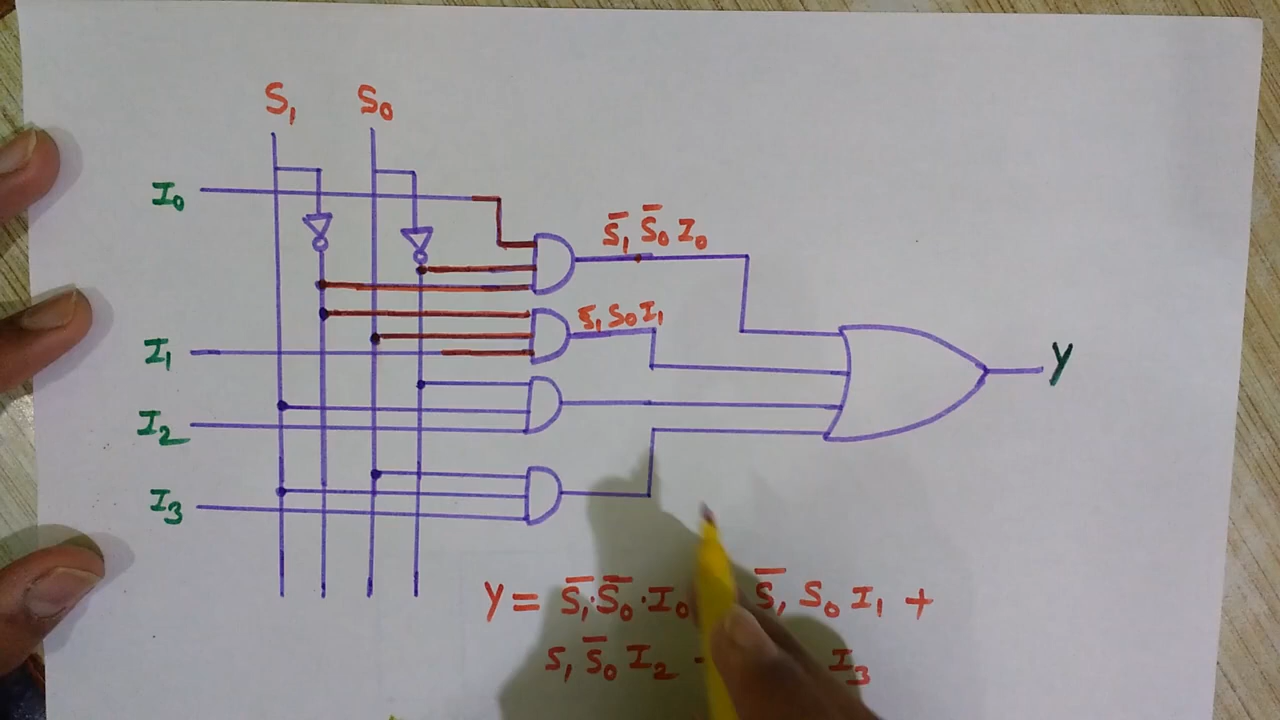 S₁ S₀
I₀
S̅₁ S̅₀ I₀
S₁ S₀ I₁
I₁
Y
I₂
I₃
Y = S̅₁·S̅₀·I₀ S̅₁ S₀ I₁ +
S₁ S̅₀ I₂ I₃